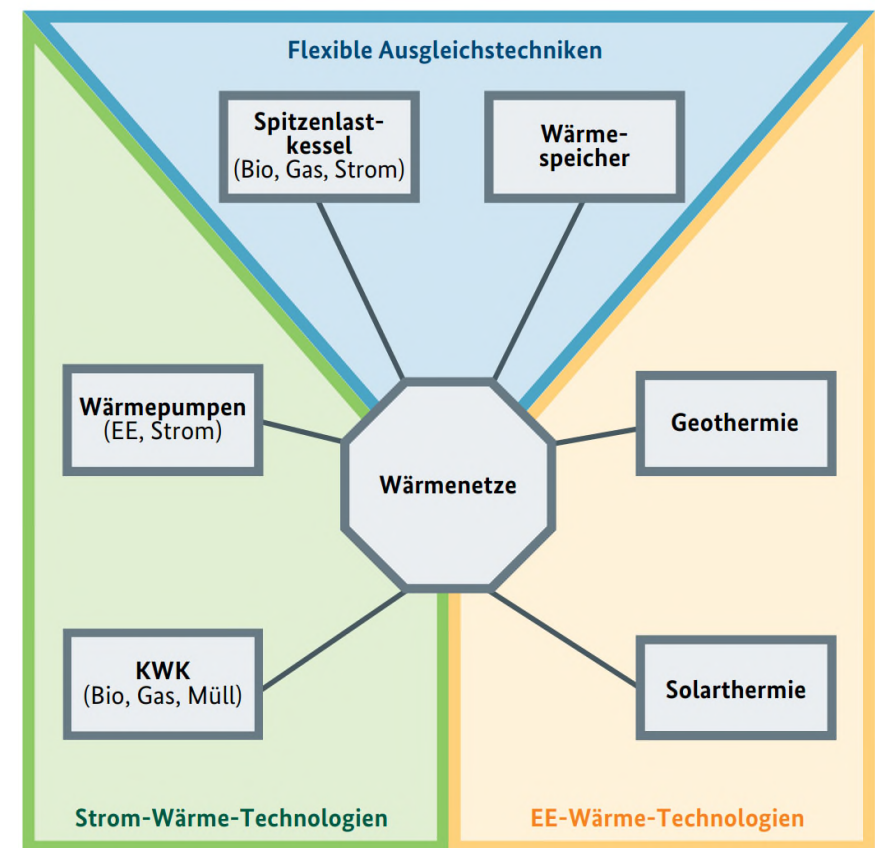 Flexible Ausgleichstechniken
Spitzenlast-
kessel
(Bio, Gas, Strom)
Wärme-
speicher
Wärmepumpen
(EE, Strom)
Geothermie
Wärmenetze
KWK
(Bio, Gas, Müll)
Solarthermie
Strom-Wärme-Technologien
EE-Wärme-Technologien